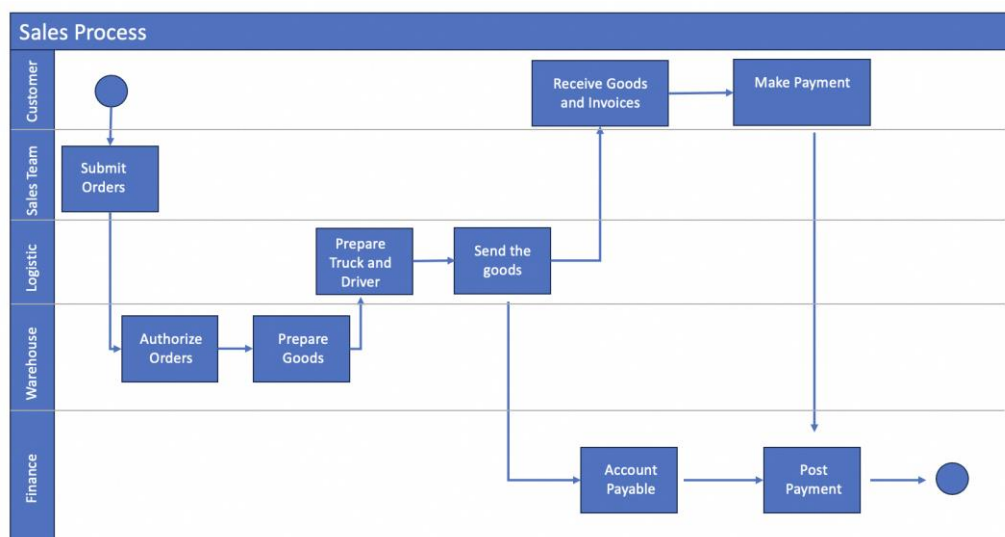 Sales Process
Customer
Receive Goods
and Invoices
Make Payment
Sales Team
Submit
Orders
Logistic
Prepare
Truck and
Driver
Send the
goods
Warehouse
Authorize
Orders
Prepare
Goods
Finance
Account
Payable
Post
Payment